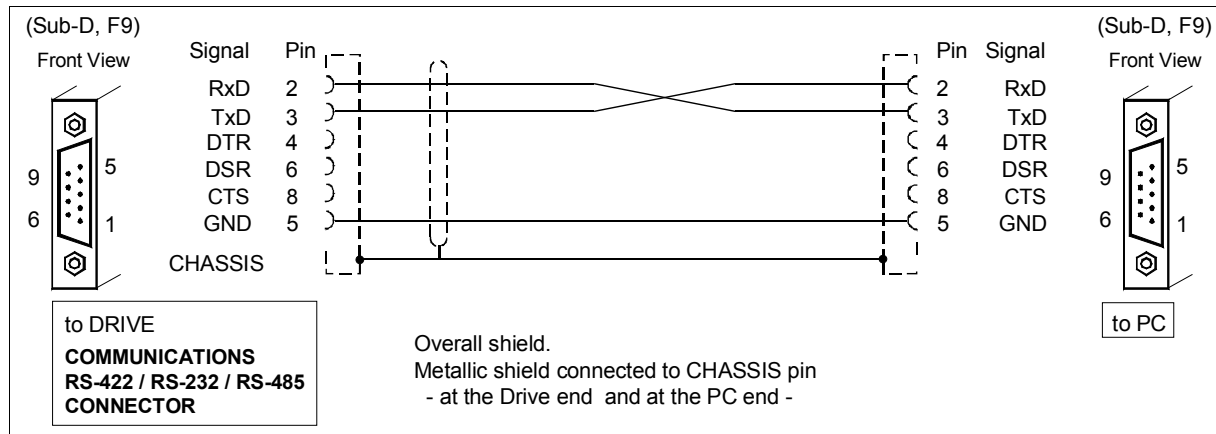 (Sub-D, F9) (Sub-D, F9)
Front View Signal Pin Pin Signal Front View
RxD 2 2 RxD
TxD 3 3 TxD
DTR 4 4 DTR
9 5 DSR 6 6 DSR 9 5
CTS 8 8 CTS
6 1 GND 5 5 GND 6 1
CHASSIS
to DRIVE
COMMUNICATIONS
RS-422 / RS-232 / RS-485
CONNECTOR
Overall shield.
Metallic shield connected to CHASSIS pin
- at the Drive end and at the PC end -
to PC